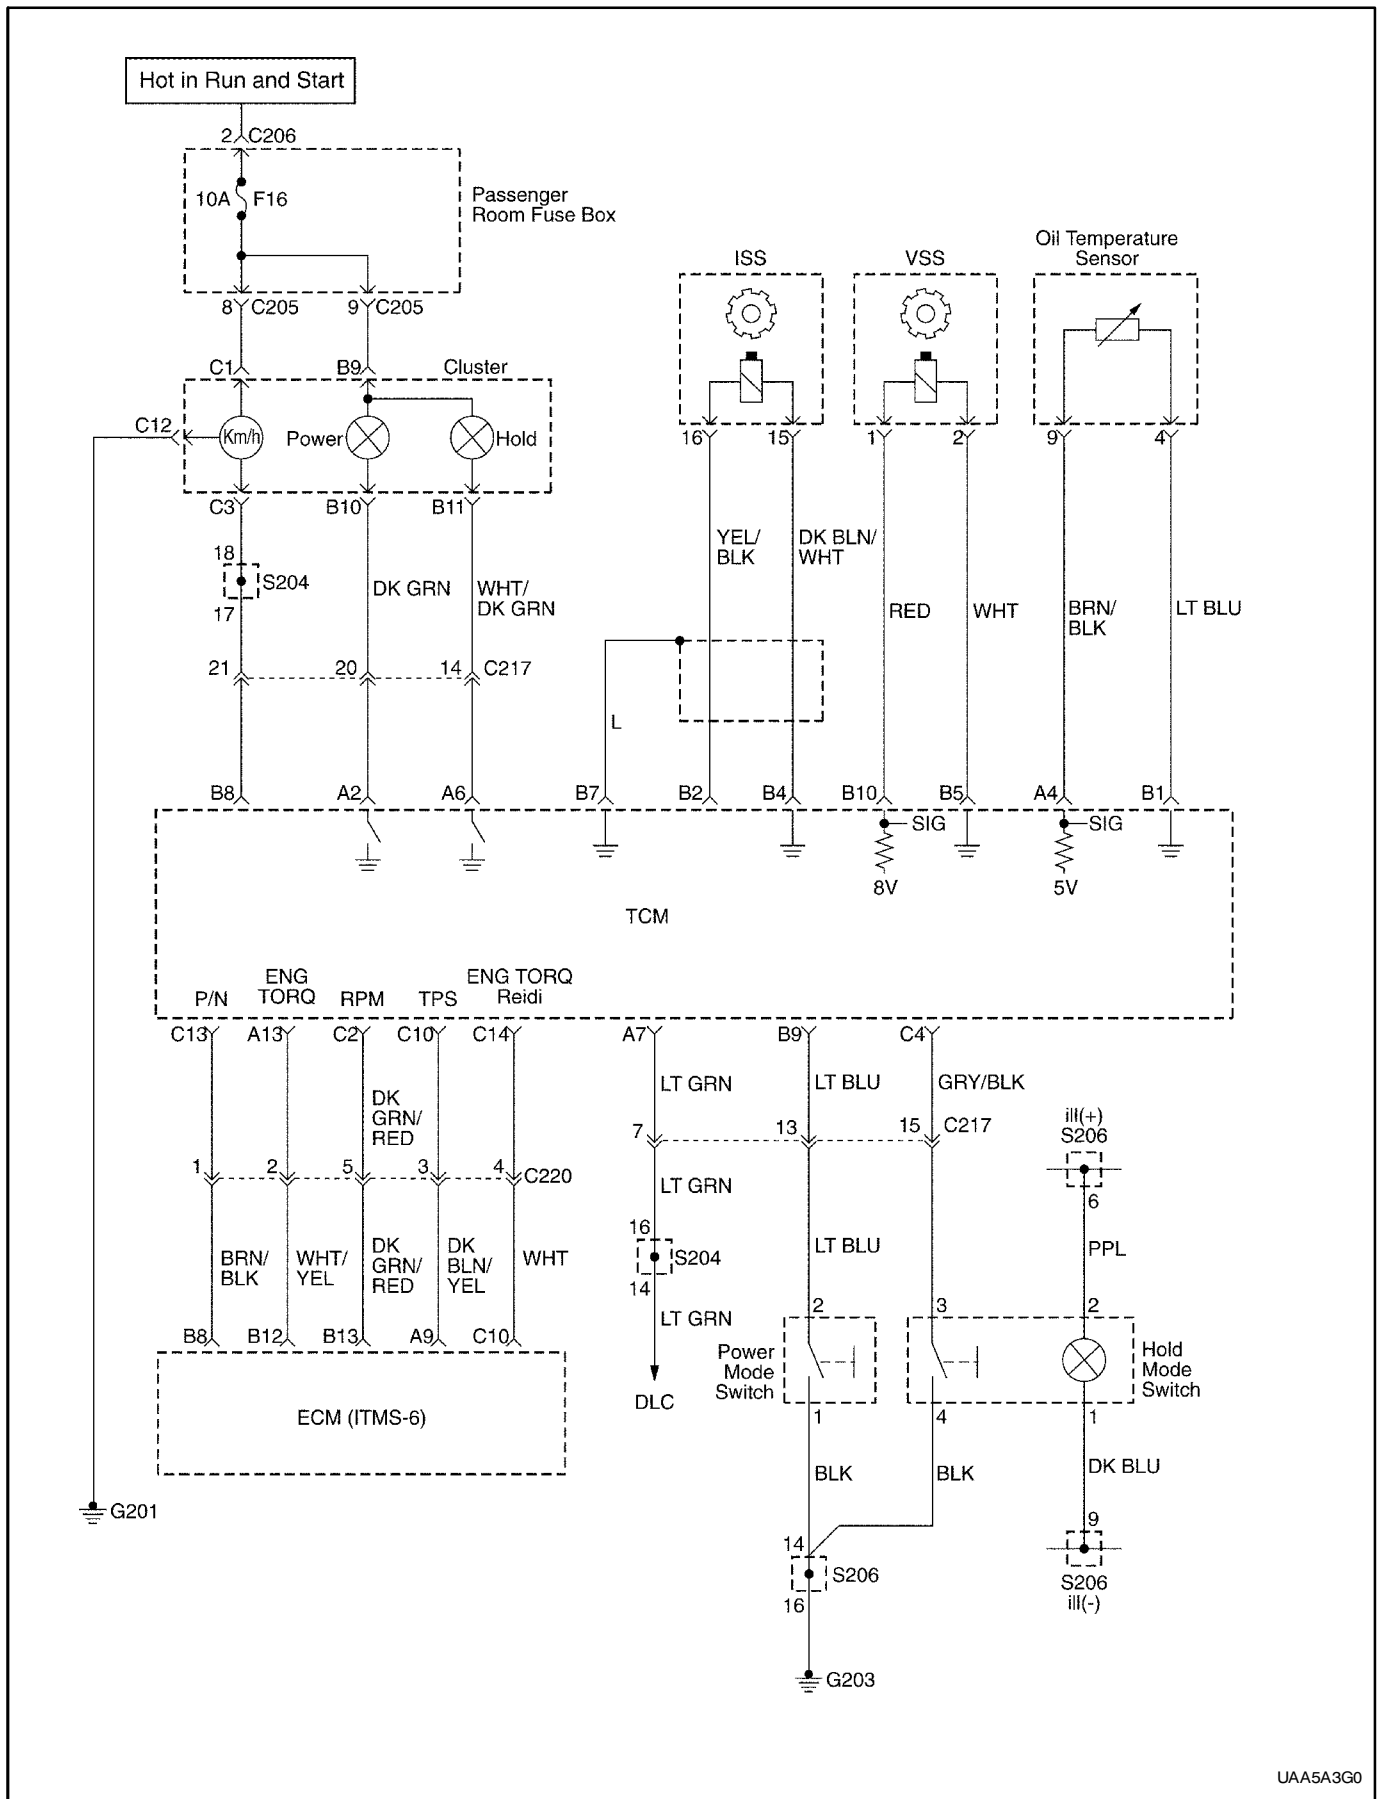 Hot in Run and Start
2 C206
10A F16
Passenger
Room Fuse Box
8 C205 9 C205
ISS VSS Oil Temperature
Sensor
C1 B9 Cluster
C12 Km/h Power Hold
16 15 1 2 9 4
C3 B10 B11
18
S204
17
DK GRN
WHT/
DK GRN
YEL/
BLK
DK BLN/
WHT
RED WHT
BRN/
BLK
LT BLU
21 20 14 C217
L
B8 A2 A6 B7 B2 B4 B10 B5 A4 B1
SIG SIG
8V 5V
TCM
P/N
ENG
TORQ
RPM TPS
ENG TORQ
Reidi
C13 A13 C2 C10 C14 A7 B9 C4
DK
GRN/
RED
LT GRN LT BLU GRY/BLK
7 13 15 C217
ill(+)
S206
6
1 2 5 3 4 C220
LT GRN
16
S204
14
LT BLU
PPL
BRN/
BLK
WHT/
YEL
DK
GRN/
RED
DK
BLN/
YEL
WHT
LT GRN
2 3 2
B8 B12 B13 A9 C10
Power
Mode
Switch
Hold
Mode
Switch
DLC
1 4 1
ECM (ITMS-6)
BLK BLK DK BLU
G201
9
S206
ill(-)
14
S206
16
G203
UAA5A3G0